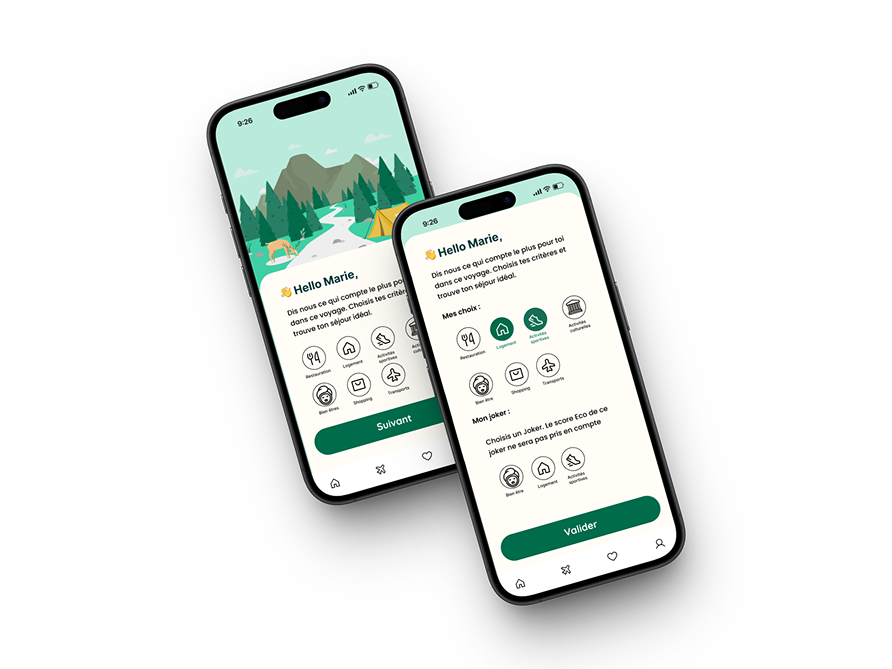 9:26
👋 Hello Marie,
Dis nous ce qui compte le plus pour
dans ce voyage. Choisis tes critères
trouve ton séjour idéal.
Restauration
Logement
Activités
sportives
Bien êtres
Shopping
Transports
Suivant
9:26
👋 Hello Marie,
Dis nous ce qui compte le plus pour toi
dans ce voyage. Choisis tes critères et
trouve ton séjour idéal.
Mes choix :
Restauration
Logement
Activités
sportives
Activités
culturelles
Bien être
Shopping
Transports
Mon joker :
Choisis un Joker. Le score Eco de ce
joker ne sera pas pris en compte
Bien être
Logement
Activités
sportives
Valider